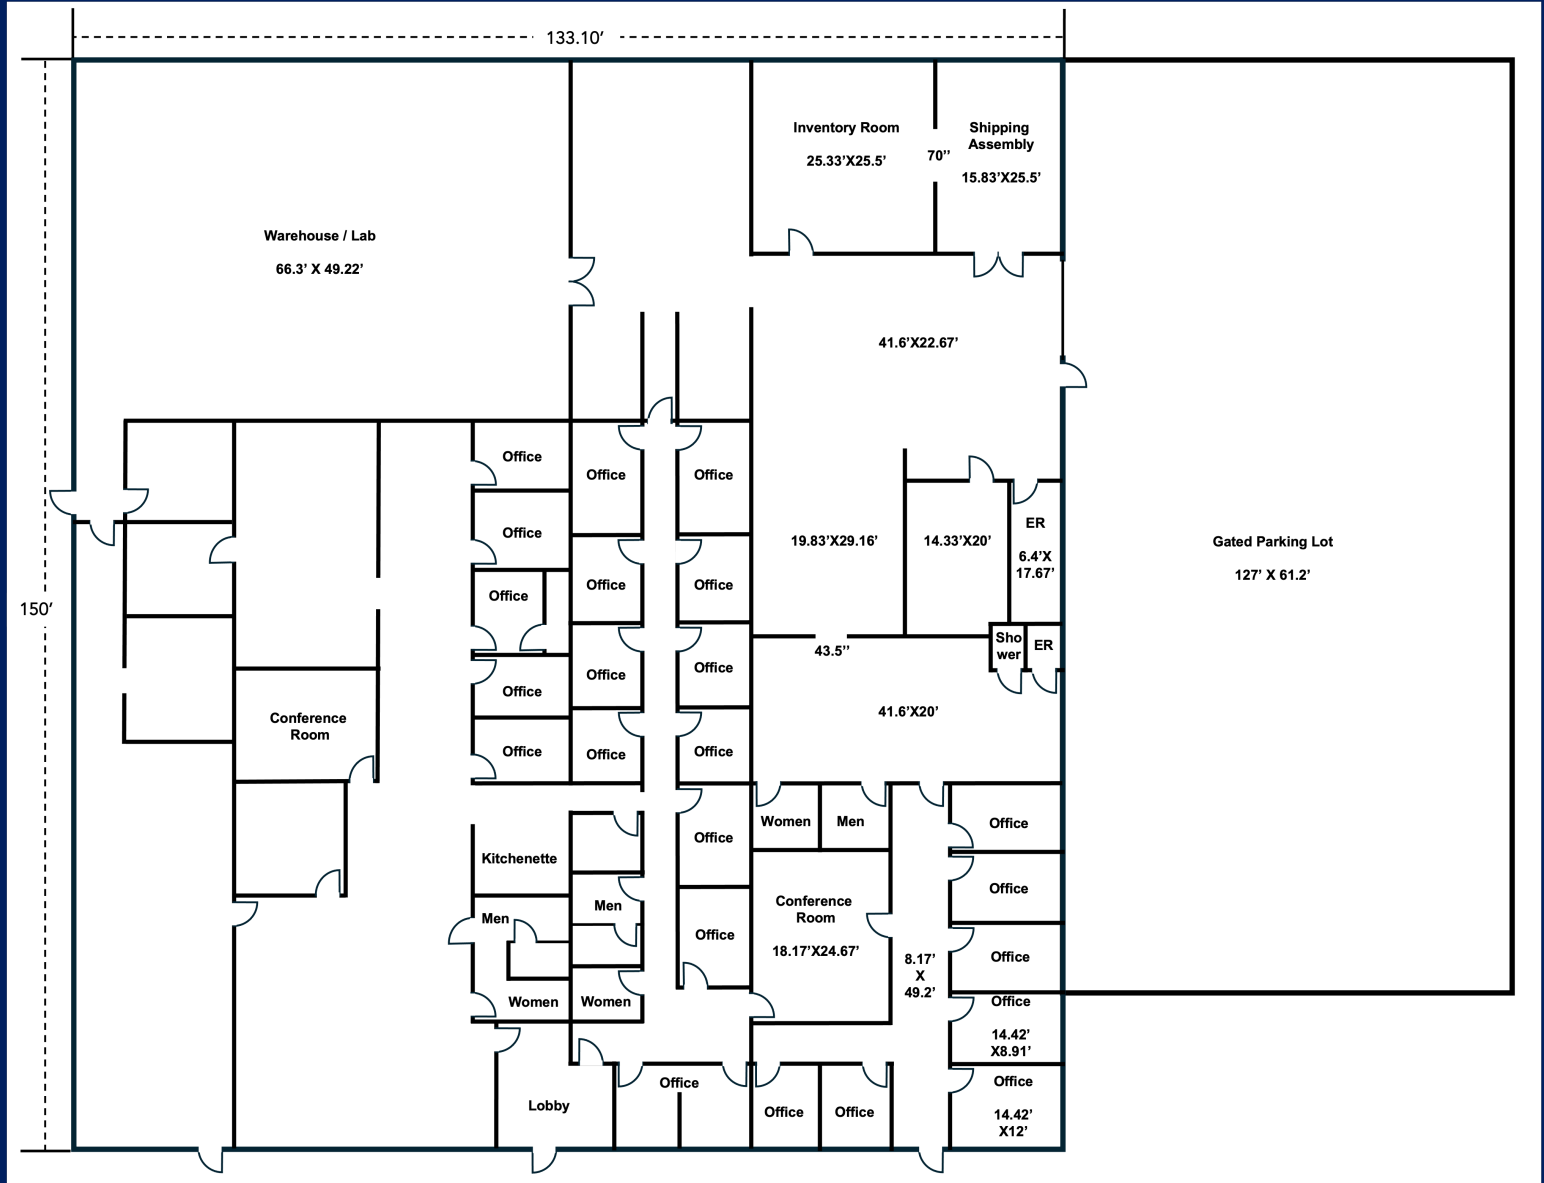 133.10’
150’
Warehouse / Lab
66.3’ X 49.22’
Inventory Room
25.33’X25.5’
70’’
Shipping
Assembly
15.83’X25.5’
41.6’X22.67’
Gated Parking Lot
127’ X 61.2’
Office
Office
Office
Office
Office
Office
Office
Office
Office
Office
Office
Office
Office
19.83’X29.16’
14.33’X20’
ER
6.4’X
17.67’
43.5’’
Sho
wer
ER
41.6’X20’
Conference
Room
Kitchenette
Men
Women
Men
Women
Office
Office
Women
Men
Conference
Room
18.17’X24.67’
8.17’
X
49.2’
Office
Office
Office
Office
14.42’
X8.91’
Office
14.42’
X12’
Lobby
Office
Office
Office